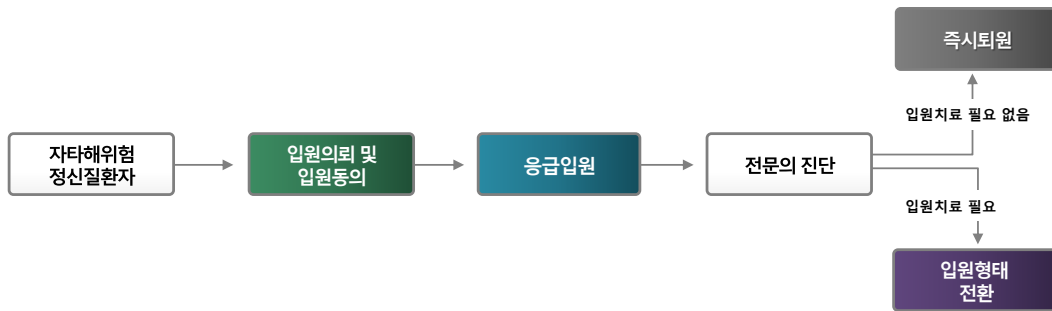 자타해위험
정신질환자
입원의뢰 및
입원동의
응급입원
전문의 진단
입원치료 필요 없음
즉시퇴원
입원치료 필요
입원형태
전환